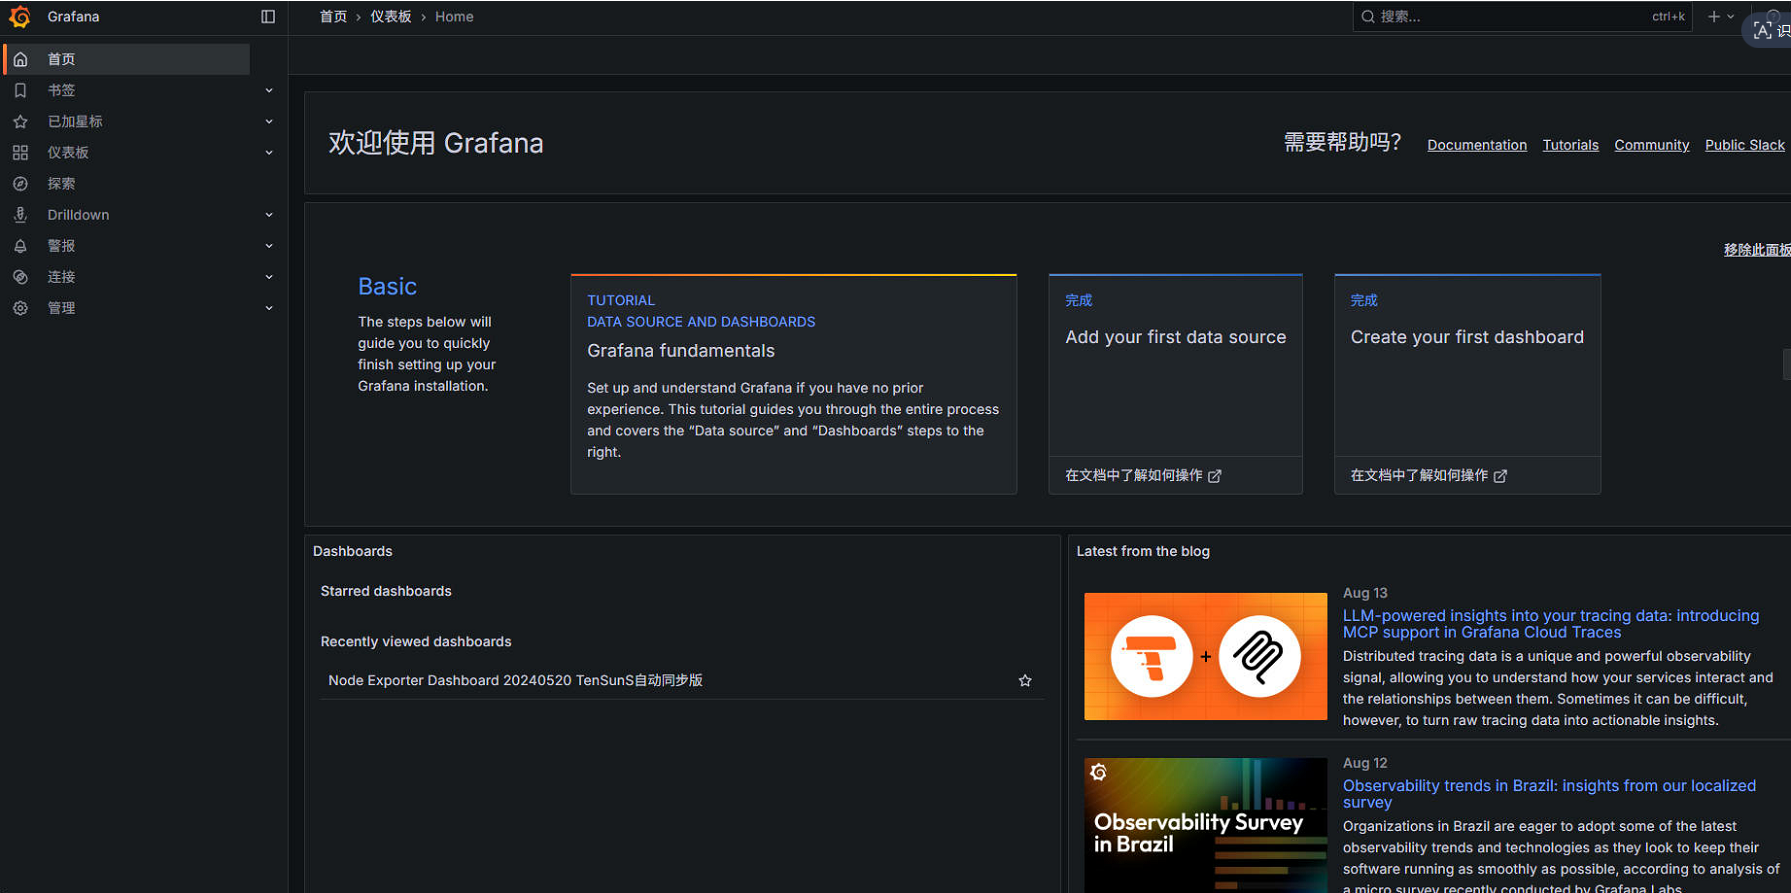 Grafana
首页 › 仪表板 › Home
搜索...
ctrl+k
识
首页
书签
已加星标
仪表板
探索
Drilldown
警报
连接
管理
欢迎使用 Grafana
需要帮助吗?
Documentation
Tutorials
Community
Public Slack
移除此面板
Basic
The steps below will
guide you to quickly
finish setting up your
Grafana installation.
TUTORIAL
DATA SOURCE AND DASHBOARDS
Grafana fundamentals
Set up and understand Grafana if you have no prior
experience. This tutorial guides you through the entire process
and covers the “Data source” and “Dashboards” steps to the
right.
完成
Add your first data source
在文档中了解如何操作
完成
Create your first dashboard
在文档中了解如何操作
Dashboards
Starred dashboards
Recently viewed dashboards
Node Exporter Dashboard 20240520 TenSunS自动同步版
Latest from the blog
Aug 13
LLM-powered insights into your tracing data: introducing
MCP support in Grafana Cloud Traces
Distributed tracing data is a unique and powerful observability
signal, allowing you to understand how your services interact and
the relationships between them. Sometimes it can be difficult,
however, to turn raw tracing data into actionable insights.
Observability Survey
in Brazil
Aug 12
Observability trends in Brazil: insights from our localized
survey
Organizations in Brazil are eager to adopt some of the latest
observability trends and technologies as they look to keep their
software running as smoothly as possible, according to analysis of
a micro survey recently conducted by Grafana Labs